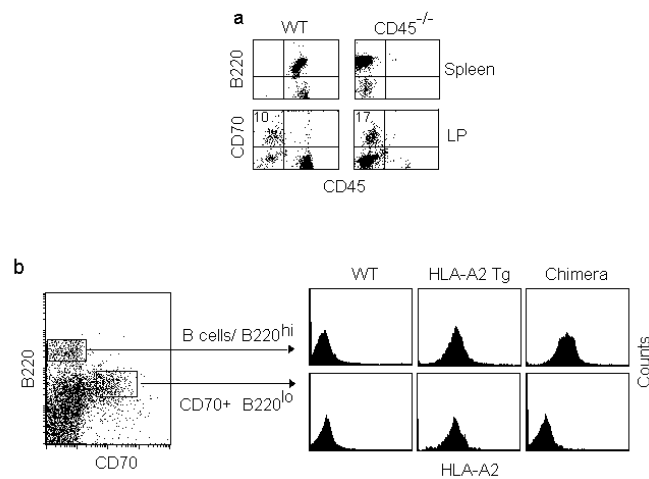 a
WT CD45-/-
B220
Spleen
10 17
CD70
LP
CD45
b
WT HLA-A2 Tg Chimera
B cells/ B220hi
B220
CD70+ B220lo
Counts
CD70
HLA-A2